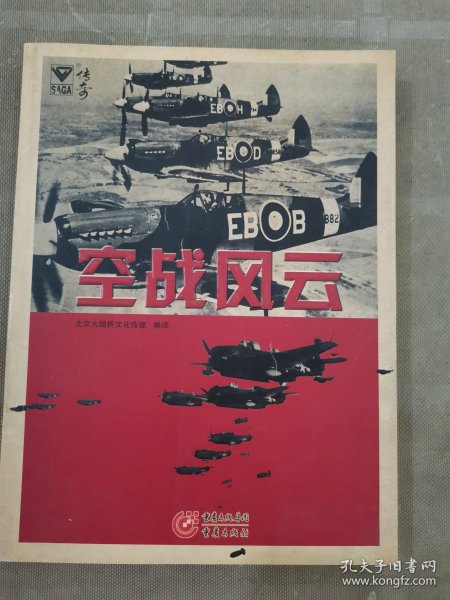 SAGA
传奇
EB H
EB D
EB B
882
空战风云
北京大陆桥文化传媒 编译
重庆出版集团
重庆出版社
孔夫子旧书网
www.kongfz.com